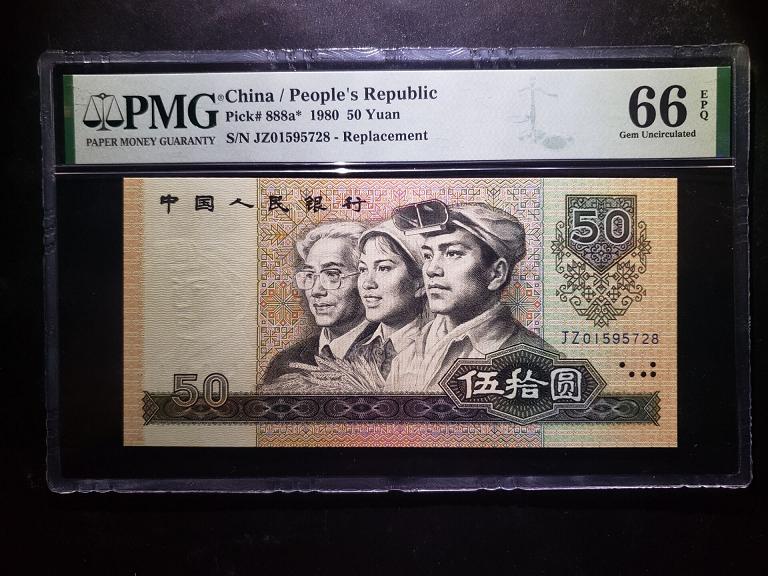 PMG®
PAPER MONEY GUARANTY
China / People's Republic
Pick# 888a* 1980 50 Yuan
S/N JZ01595728 - Replacement
66 EPQ
Gem Uncirculated
中国人民银行
50
JZ01595728
50
伍拾圆